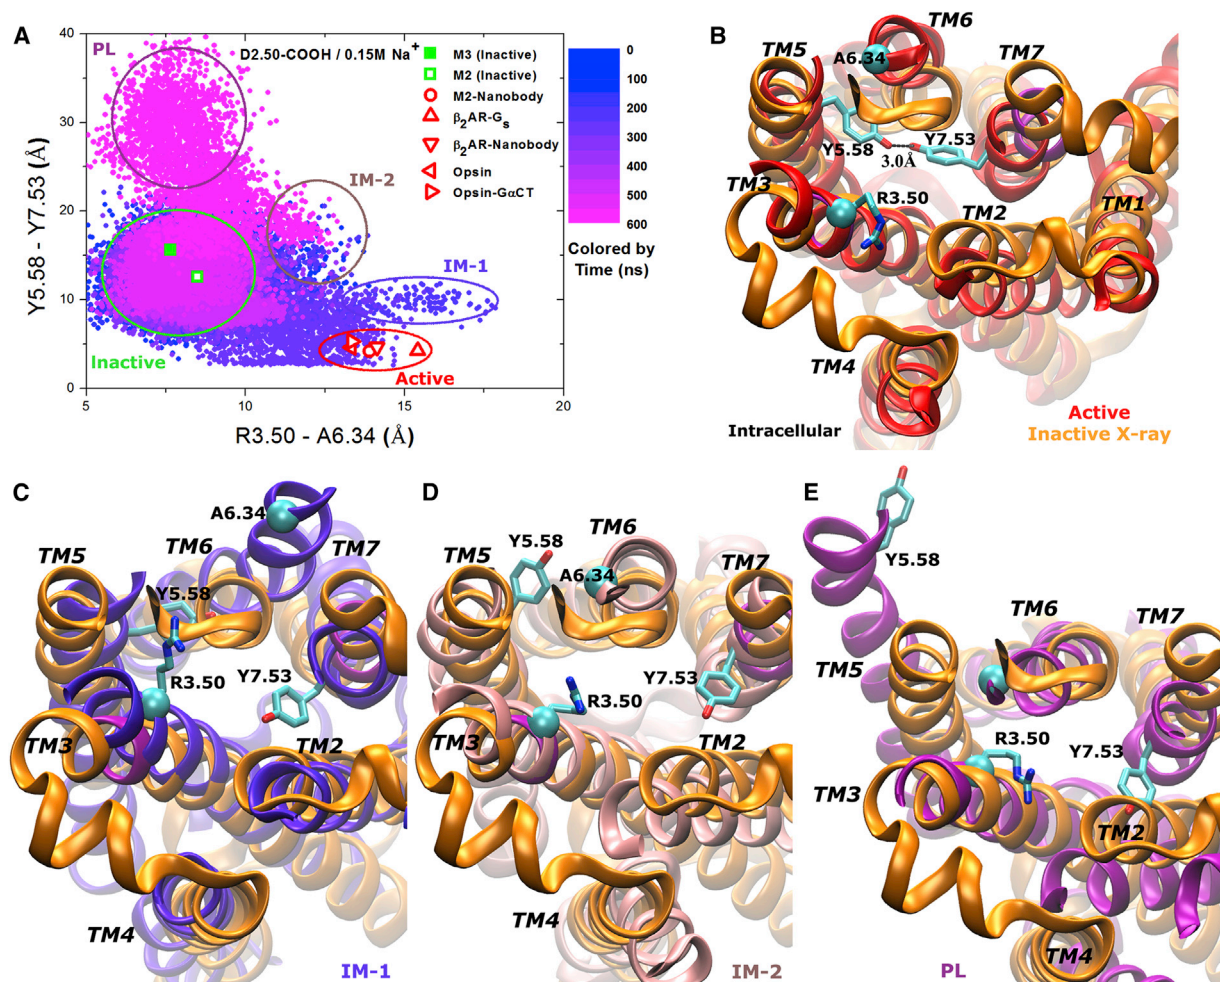 A
PL
D2.50-COOH / 0.15M Na+
M3 (Inactive)
M2 (Inactive)
M2-Nanobody
β2AR-Gs
β2AR-Nanobody
Opsin
Opsin-GαCT
IM-2
IM-1
Inactive
Active
40
30
20
10
0
5
10
15
20
Y5.58 - Y7.53 (Å)
R3.50 - A6.34 (Å)
0
100
200
300
400
500
600
Colored by
Time (ns)
B
TM6
TM5
A6.34
TM7
Y5.58
Y7.53
3.0Å
TM3
R3.50
TM2
TM1
TM4
Intracellular
Active
Inactive X-ray
C
A6.34
TM5
TM6
TM7
Y5.58
R3.50
Y7.53
TM3
TM2
TM4
IM-1
D
TM6
Y5.58
TM5
A6.34
TM7
Y7.53
R3.50
TM3
TM2
TM4
IM-2
E
Y5.58
TM6
TM7
TM5
R3.50
Y7.53
TM3
TM2
TM4
PL